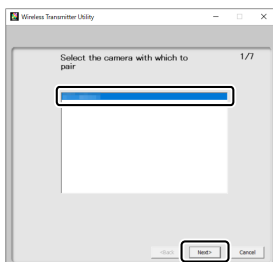 Wireless Transmitter Utility
Select the camera with which to
pair
1/7
<Back
Next>
Cancel